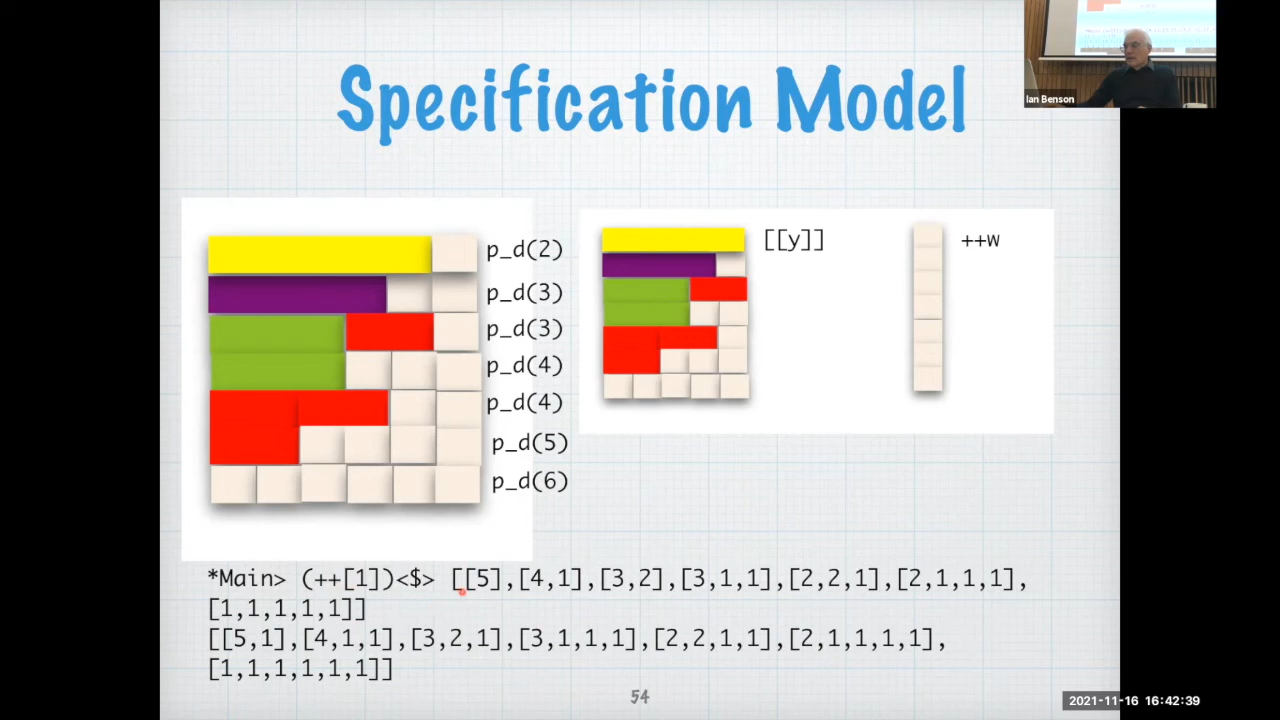 Specification Model
Ian Benson
p_d(2)
p_d(3)
p_d(3)
p_d(4)
p_d(4)
p_d(5)
p_d(6)
[[y]]
++w
*Main> (++[1])<$> [[5],[4,1],[3,2],[3,1,1],[2,2,1],[2,1,1,1],
[1,1,1,1,1]]
[[5,1],[4,1,1],[3,2,1],[3,1,1,1],[2,2,1,1],[2,1,1,1,1],
[1,1,1,1,1,1]]
54
2021-11-16 16:42:39